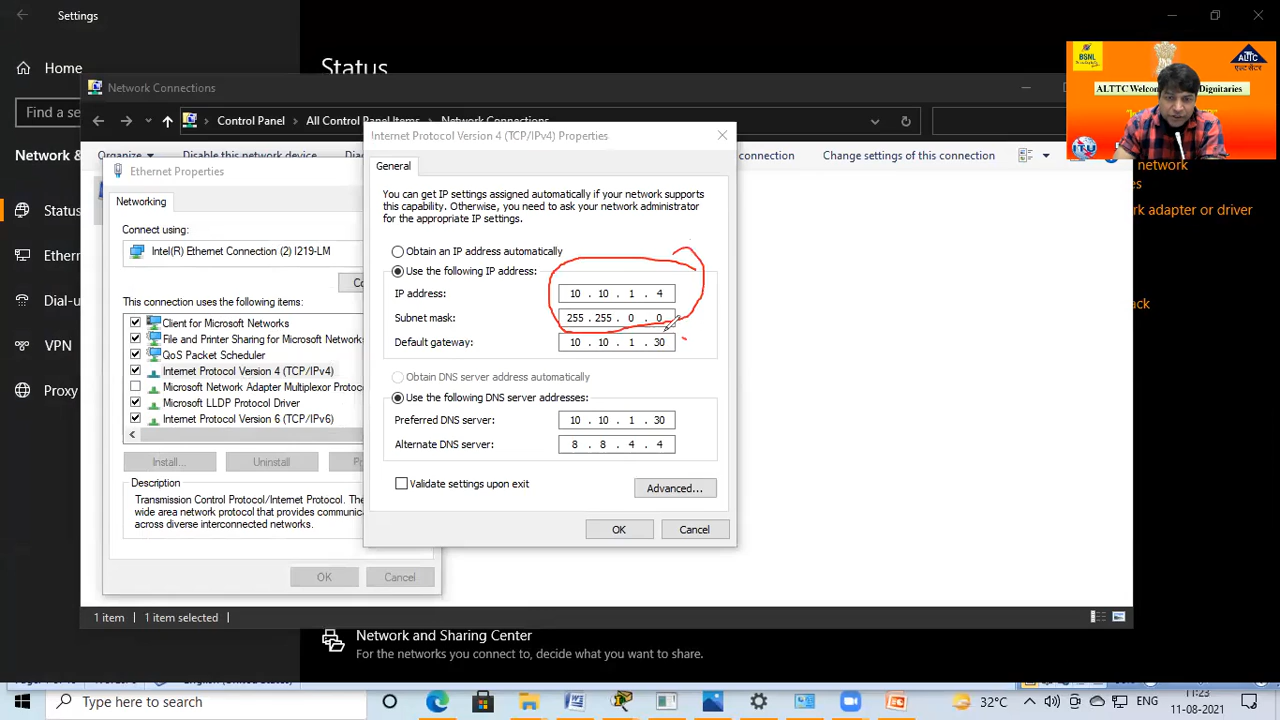 Settings
Home
Find a se
Network &
Status
Ethern
Dial-u
VPN
Proxy
Status
Network Connections
Control Panel > All Control Panel Items > Network Connections
Organize Disable this network device Dia connection Change settings of this connection
Ethernet Properties
Networking
Connect using:
Intel(R) Ethernet Connection (2) I219-LM
Co
This connection uses the following items:
Client for Microsoft Networks
File and Printer Sharing for Microsoft Network
QoS Packet Scheduler
Internet Protocol Version 4 (TCP/IPv4)
Microsoft Network Adapter Multiplexor Protoc
Microsoft LLDP Protocol Driver
Internet Protocol Version 6 (TCP/IPv6)
Install... Uninstall Pr
Description
Transmission Control Protocol/Internet Protocol. The
wide area network protocol that provides communic
across diverse interconnected networks.
OK Cancel
Internet Protocol Version 4 (TCP/IPv4) Properties
General
You can get IP settings assigned automatically if your network supports
this capability. Otherwise, you need to ask your network administrator
for the appropriate IP settings.
Obtain an IP address automatically
Use the following IP address:
IP address: 10 . 10 . 1 . 4
Subnet mask: 255 . 255 . 0 . 0
Default gateway: 10 . 10 . 1 . 30
Obtain DNS server address automatically
Use the following DNS server addresses:
Preferred DNS server: 10 . 10 . 1 . 30
Alternate DNS server: 8 . 8 . 4 . 4
Validate settings upon exit
Advanced...
OK Cancel
BSNL
ALTTC
एल्ट सेंटर
ALTTC Welcom Dignitaries
ITU
network
es
rk adapter or driver
ack
1 item 1 item selected
Network and Sharing Center
For the networks you connect to, decide what you want to share.
Type here to search
32°C
ENG
11:23
11-08-2021